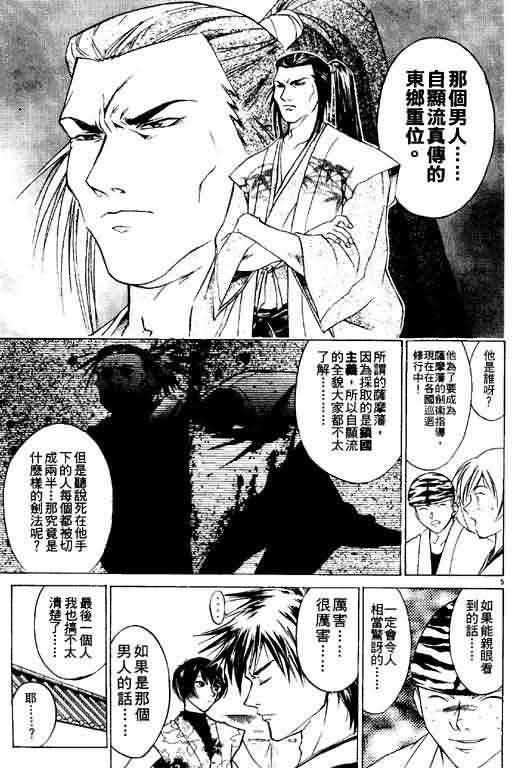 那個男人……
自顯流真傳的
東鄉重位。
他是誰呀？
他為了要成為
薩摩藩的劍術指導，
現在在各國巡迴
修行中！
所謂的薩摩藩，
因為採取的是鎖國
主義，所以自顯流
的全貌大家都不太
了解……
但是聽說死在他手
下的人每個都被切
成兩半…那究竟是
什麼樣的劍法呢？
5
如果能親眼看
到的話……
一定會令人
相當驚訝的…
厲害…
很厲害…
……
如果是那個
男人的話……
最後一個人
我也搞不太
清楚了…
耶…
…？